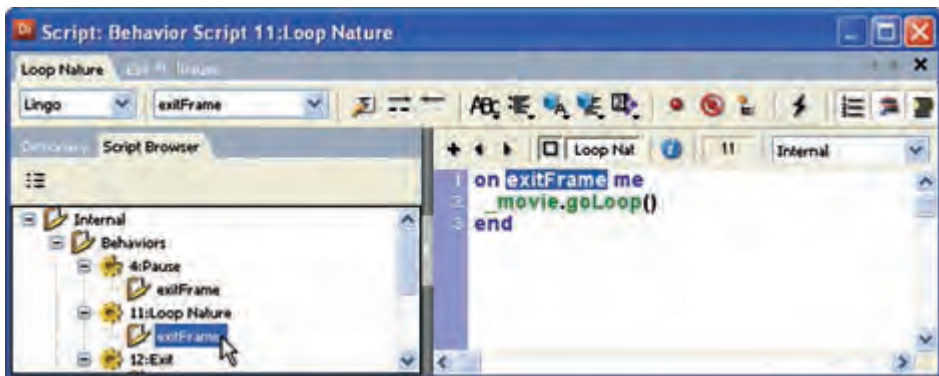 Di Script: Behavior Script 11:Loop Nature
Loop Nature
Lingo exitFrame
Script Browser
Loop Nat 11 Internal
1 on exitFrame me
2 _movie.goLoop()
3 end
Internal
Behaviors
4:Pause
exitFrame
11:Loop Nature
exitFrame
12:Exit